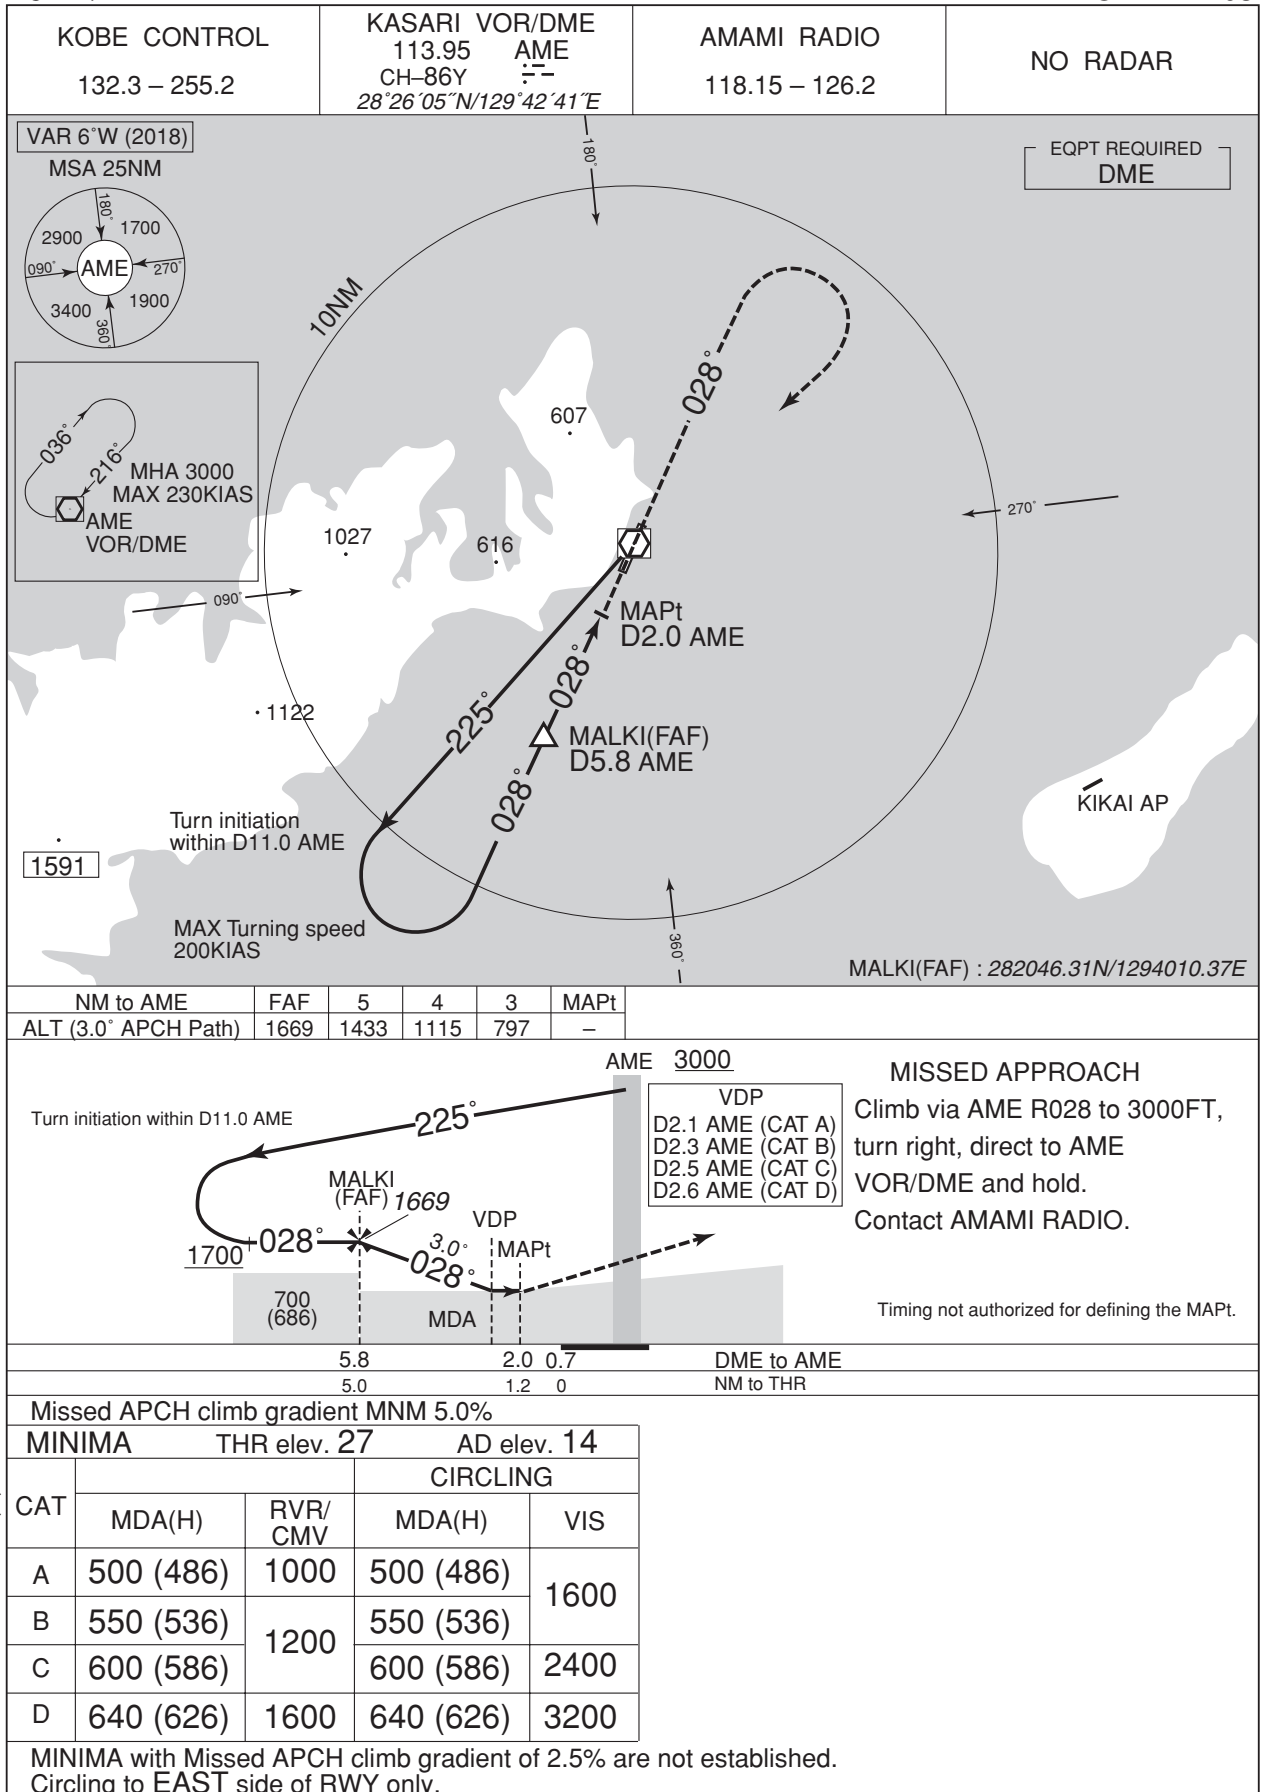 KOBE CONTROL
132.3 – 255.2
KASARI VOR/DME
113.95 AME
CH–86Y
28°26´05˝N/129°42´41˝E
AMAMI RADIO
118.15 – 126.2
NO RADAR
VAR 6°W (2018)
MSA 25NM
180°
2900 1700
090° AME 270°
3400 1900
360°
EQPT REQUIRED
DME
180°
10NM
028°
607
036°
216°
MHA 3000
MAX 230KIAS
AME
VOR/DME
1027
616
270°
090°
MAPt
D2.0 AME
028°
225°
1122
MALKI(FAF)
D5.8 AME
028°
KIKAI AP
Turn initiation
within D11.0 AME
1591
MAX Turning speed
200KIAS
360°
MALKI(FAF) : 282046.31N/1294010.37E
NM to AME FAF 5 4 3 MAPt
ALT (3.0° APCH Path) 1669 1433 1115 797 –
AME 3000
Turn initiation within D11.0 AME
225°
VDP
D2.1 AME (CAT A)
D2.3 AME (CAT B)
D2.5 AME (CAT C)
D2.6 AME (CAT D)
MISSED APPROACH
Climb via AME R028 to 3000FT,
turn right, direct to AME
VOR/DME and hold.
Contact AMAMI RADIO.
MALKI
(FAF) 1669
VDP
MAPt
1700 028°
3.0°
028°
700
(686)
MDA
Timing not authorized for defining the MAPt.
5.8 2.0 0.7 DME to AME
5.0 1.2 0 NM to THR
Missed APCH climb gradient MNM 5.0%
MINIMA THR elev. 27 AD elev. 14
CIRCLING
CAT MDA(H) RVR/CMV MDA(H) VIS
A 500 (486) 1000 500 (486) 1600
B 550 (536) 1200 550 (536)
C 600 (586) 600 (586) 2400
D 640 (626) 1600 640 (626) 3200
MINIMA with Missed APCH climb gradient of 2.5% are not established.
Circling to EAST side of RWY only.